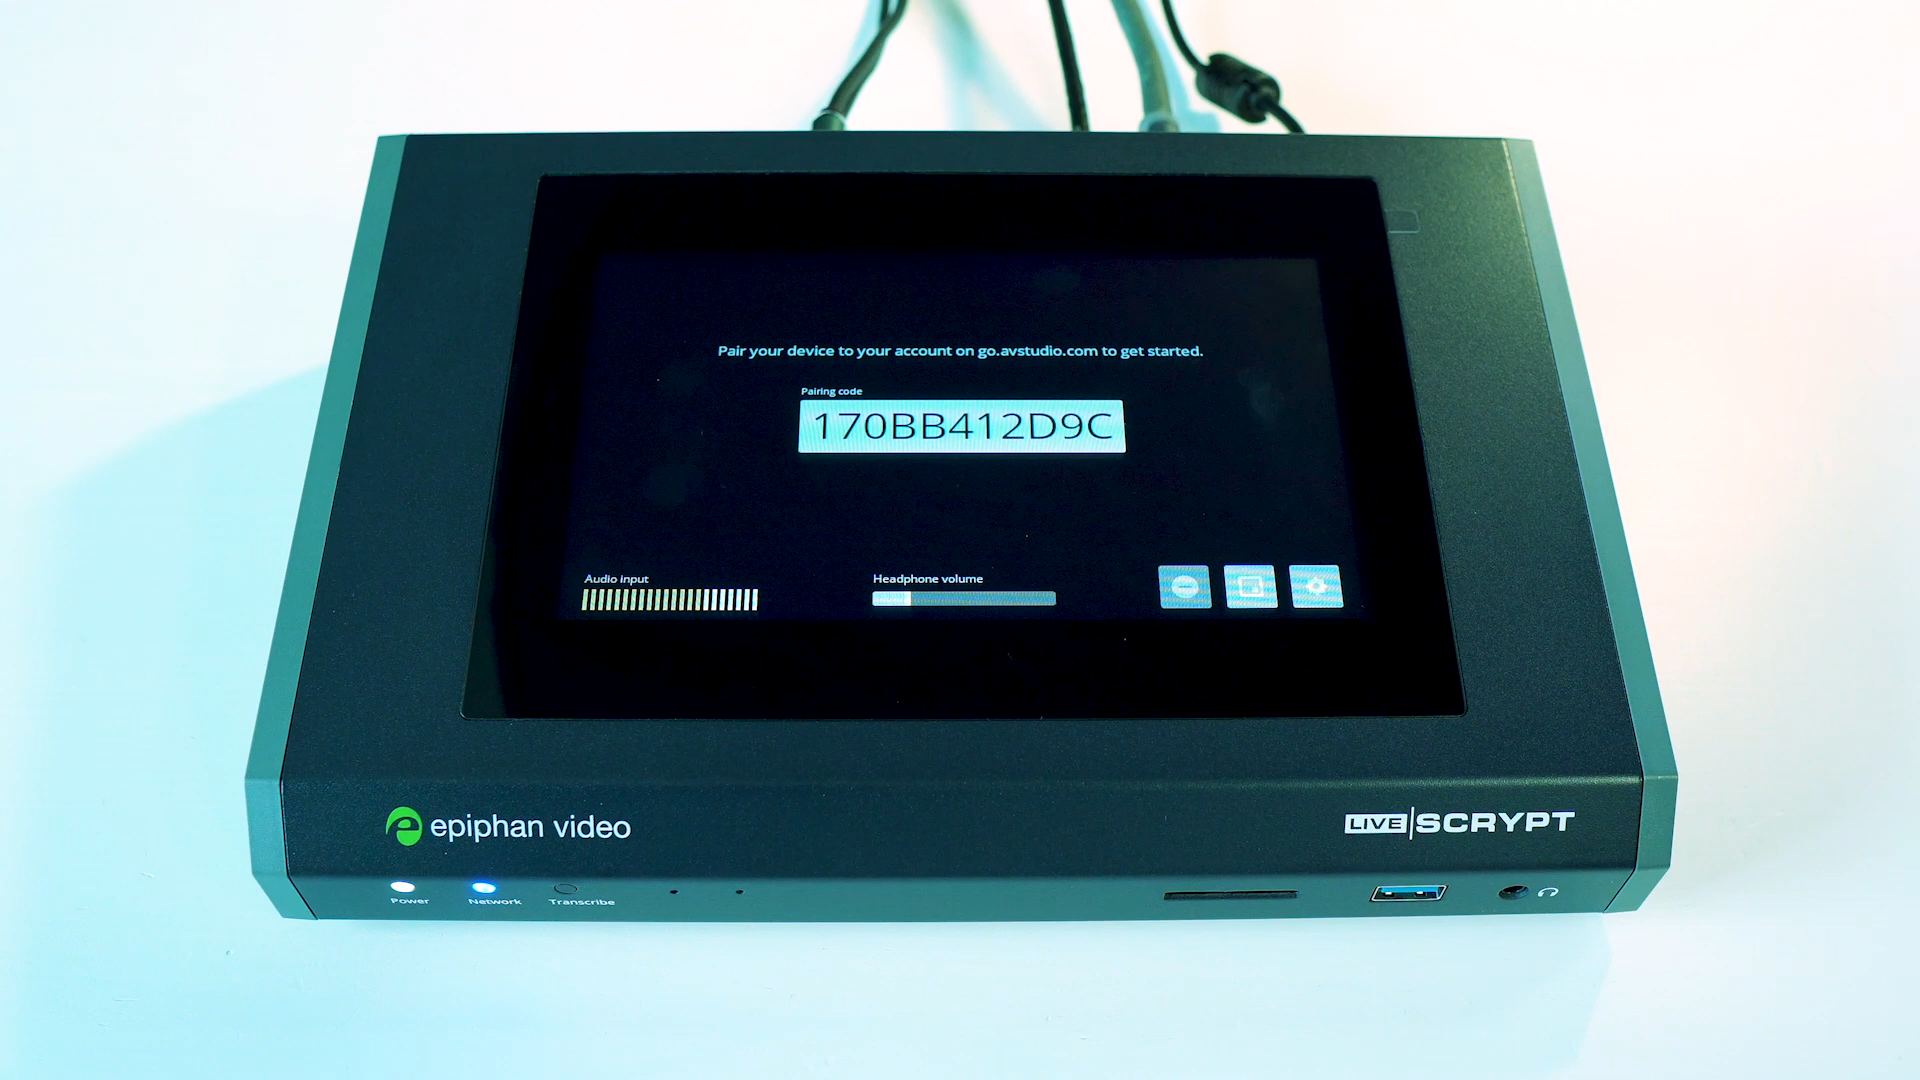 Pair your device to your account on go.avstudio.com to get started.
Pairing code
170BB412D9C
Audio input
Headphone volume
epiphan video
LIVE|SCRYPT
Power
Network
Transcribe